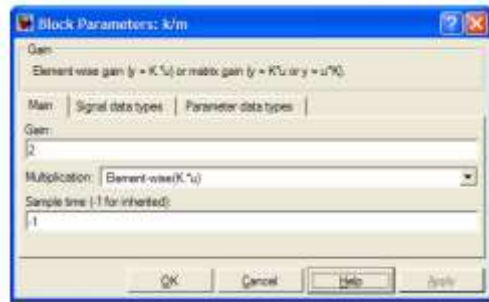 Block Parameters: k/m
Gain
Element-wise gain (y = K.*u) or matrix gain (y = K*u or y = u*K).
Main Signal data types Parameter data types
Gain:
2
Multiplication: Element-wise(K.*u)
Sample time (-1 for inherited):
-1
OK Cancel Help Apply